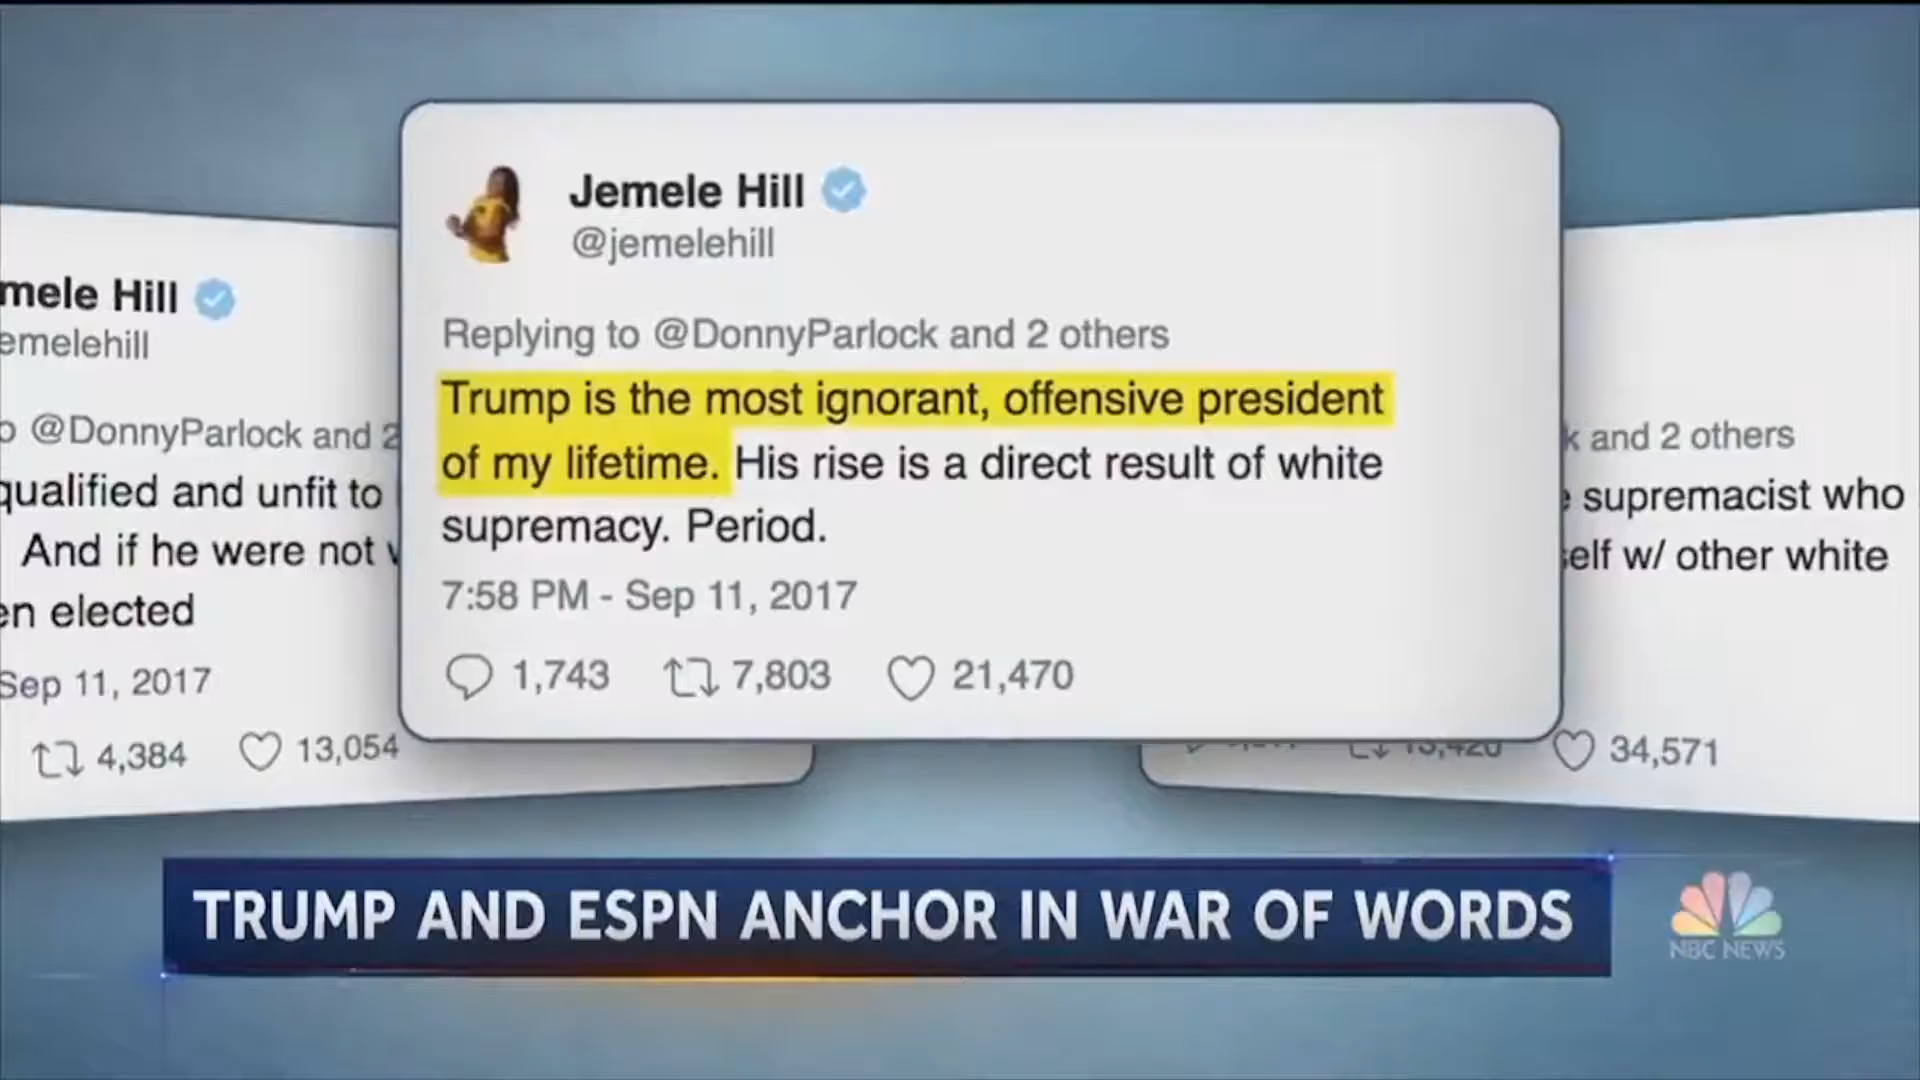 mele Hill
emelehill
@DonnyParlock and 2
qualified and unfit to
And if he were not
en elected
Sep 11, 2017
4,384 13,054
Jemele Hill
@jemelehill
Replying to @DonnyParlock and 2 others
Trump is the most ignorant, offensive president
of my lifetime. His rise is a direct result of white
supremacy. Period.
7:58 PM - Sep 11, 2017
1,743 7,803 21,470
k and 2 others
supremacist who
elf w/ other white
34,571
TRUMP AND ESPN ANCHOR IN WAR OF WORDS
NBC NEWS